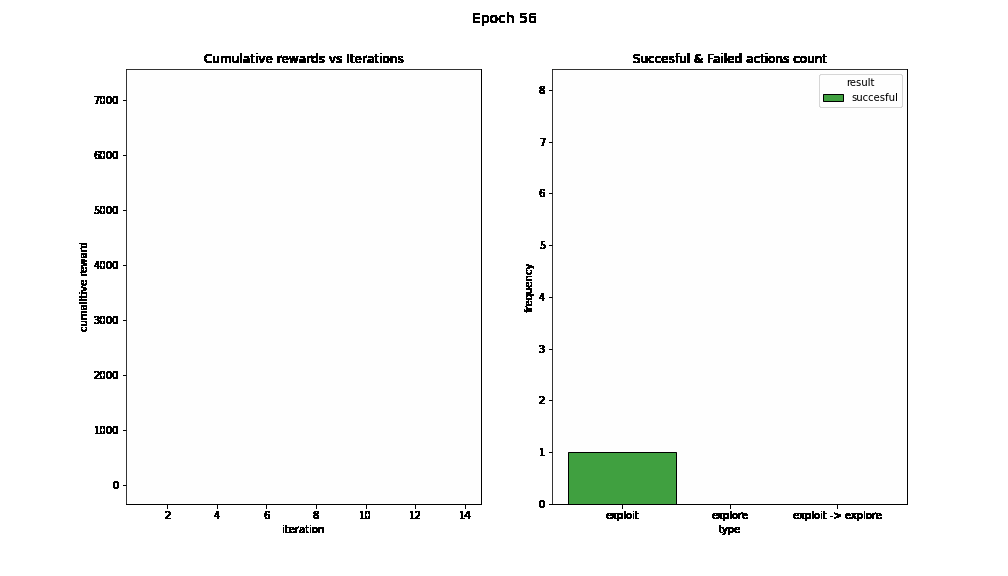 Epoch 56
Cumulative rewards vs Iterations
7000
6000
5000
4000
3000
2000
1000
0
cumalitive reward
2 4 6 8 10 12 14
iteration
Succesful & Failed actions count
result
succesful
8
7
6
5
4
3
2
1
0
frequency
exploit explore exploit -> explore
type